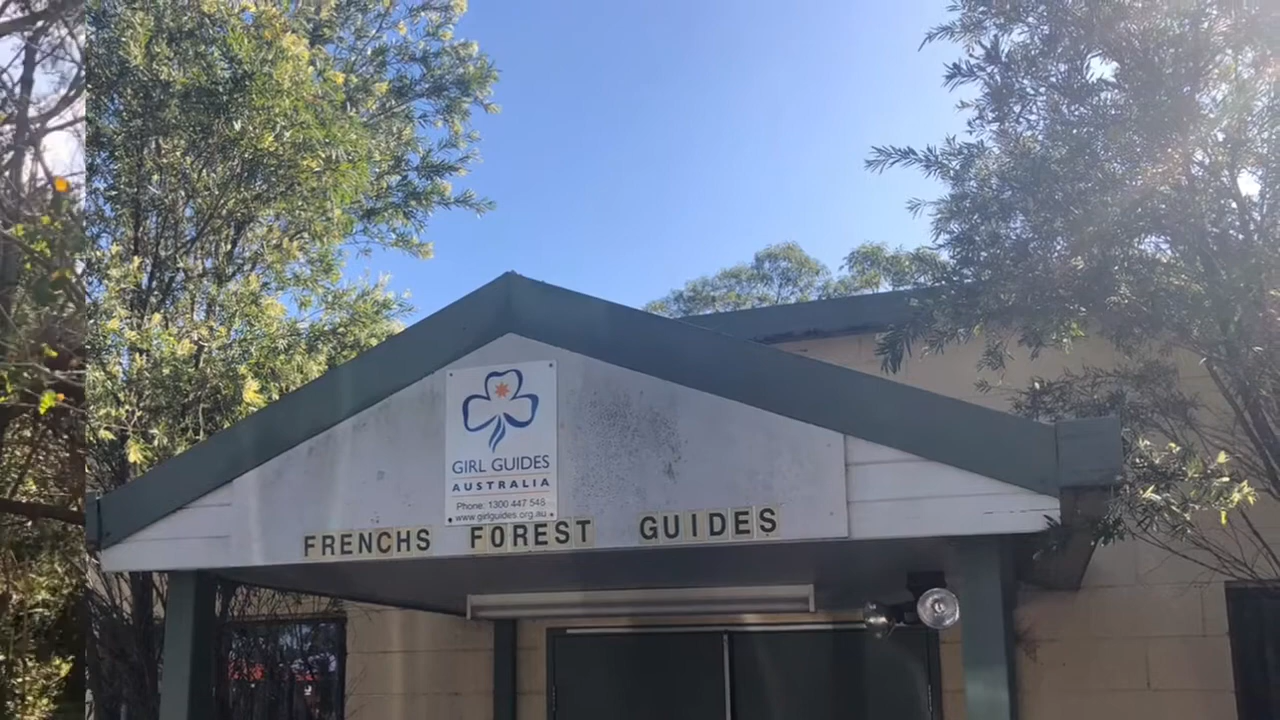 GIRL GUIDES
AUSTRALIA
Phone: 1300 447 548
www.girlguides.org.au
FRENCHS FOREST GUIDES